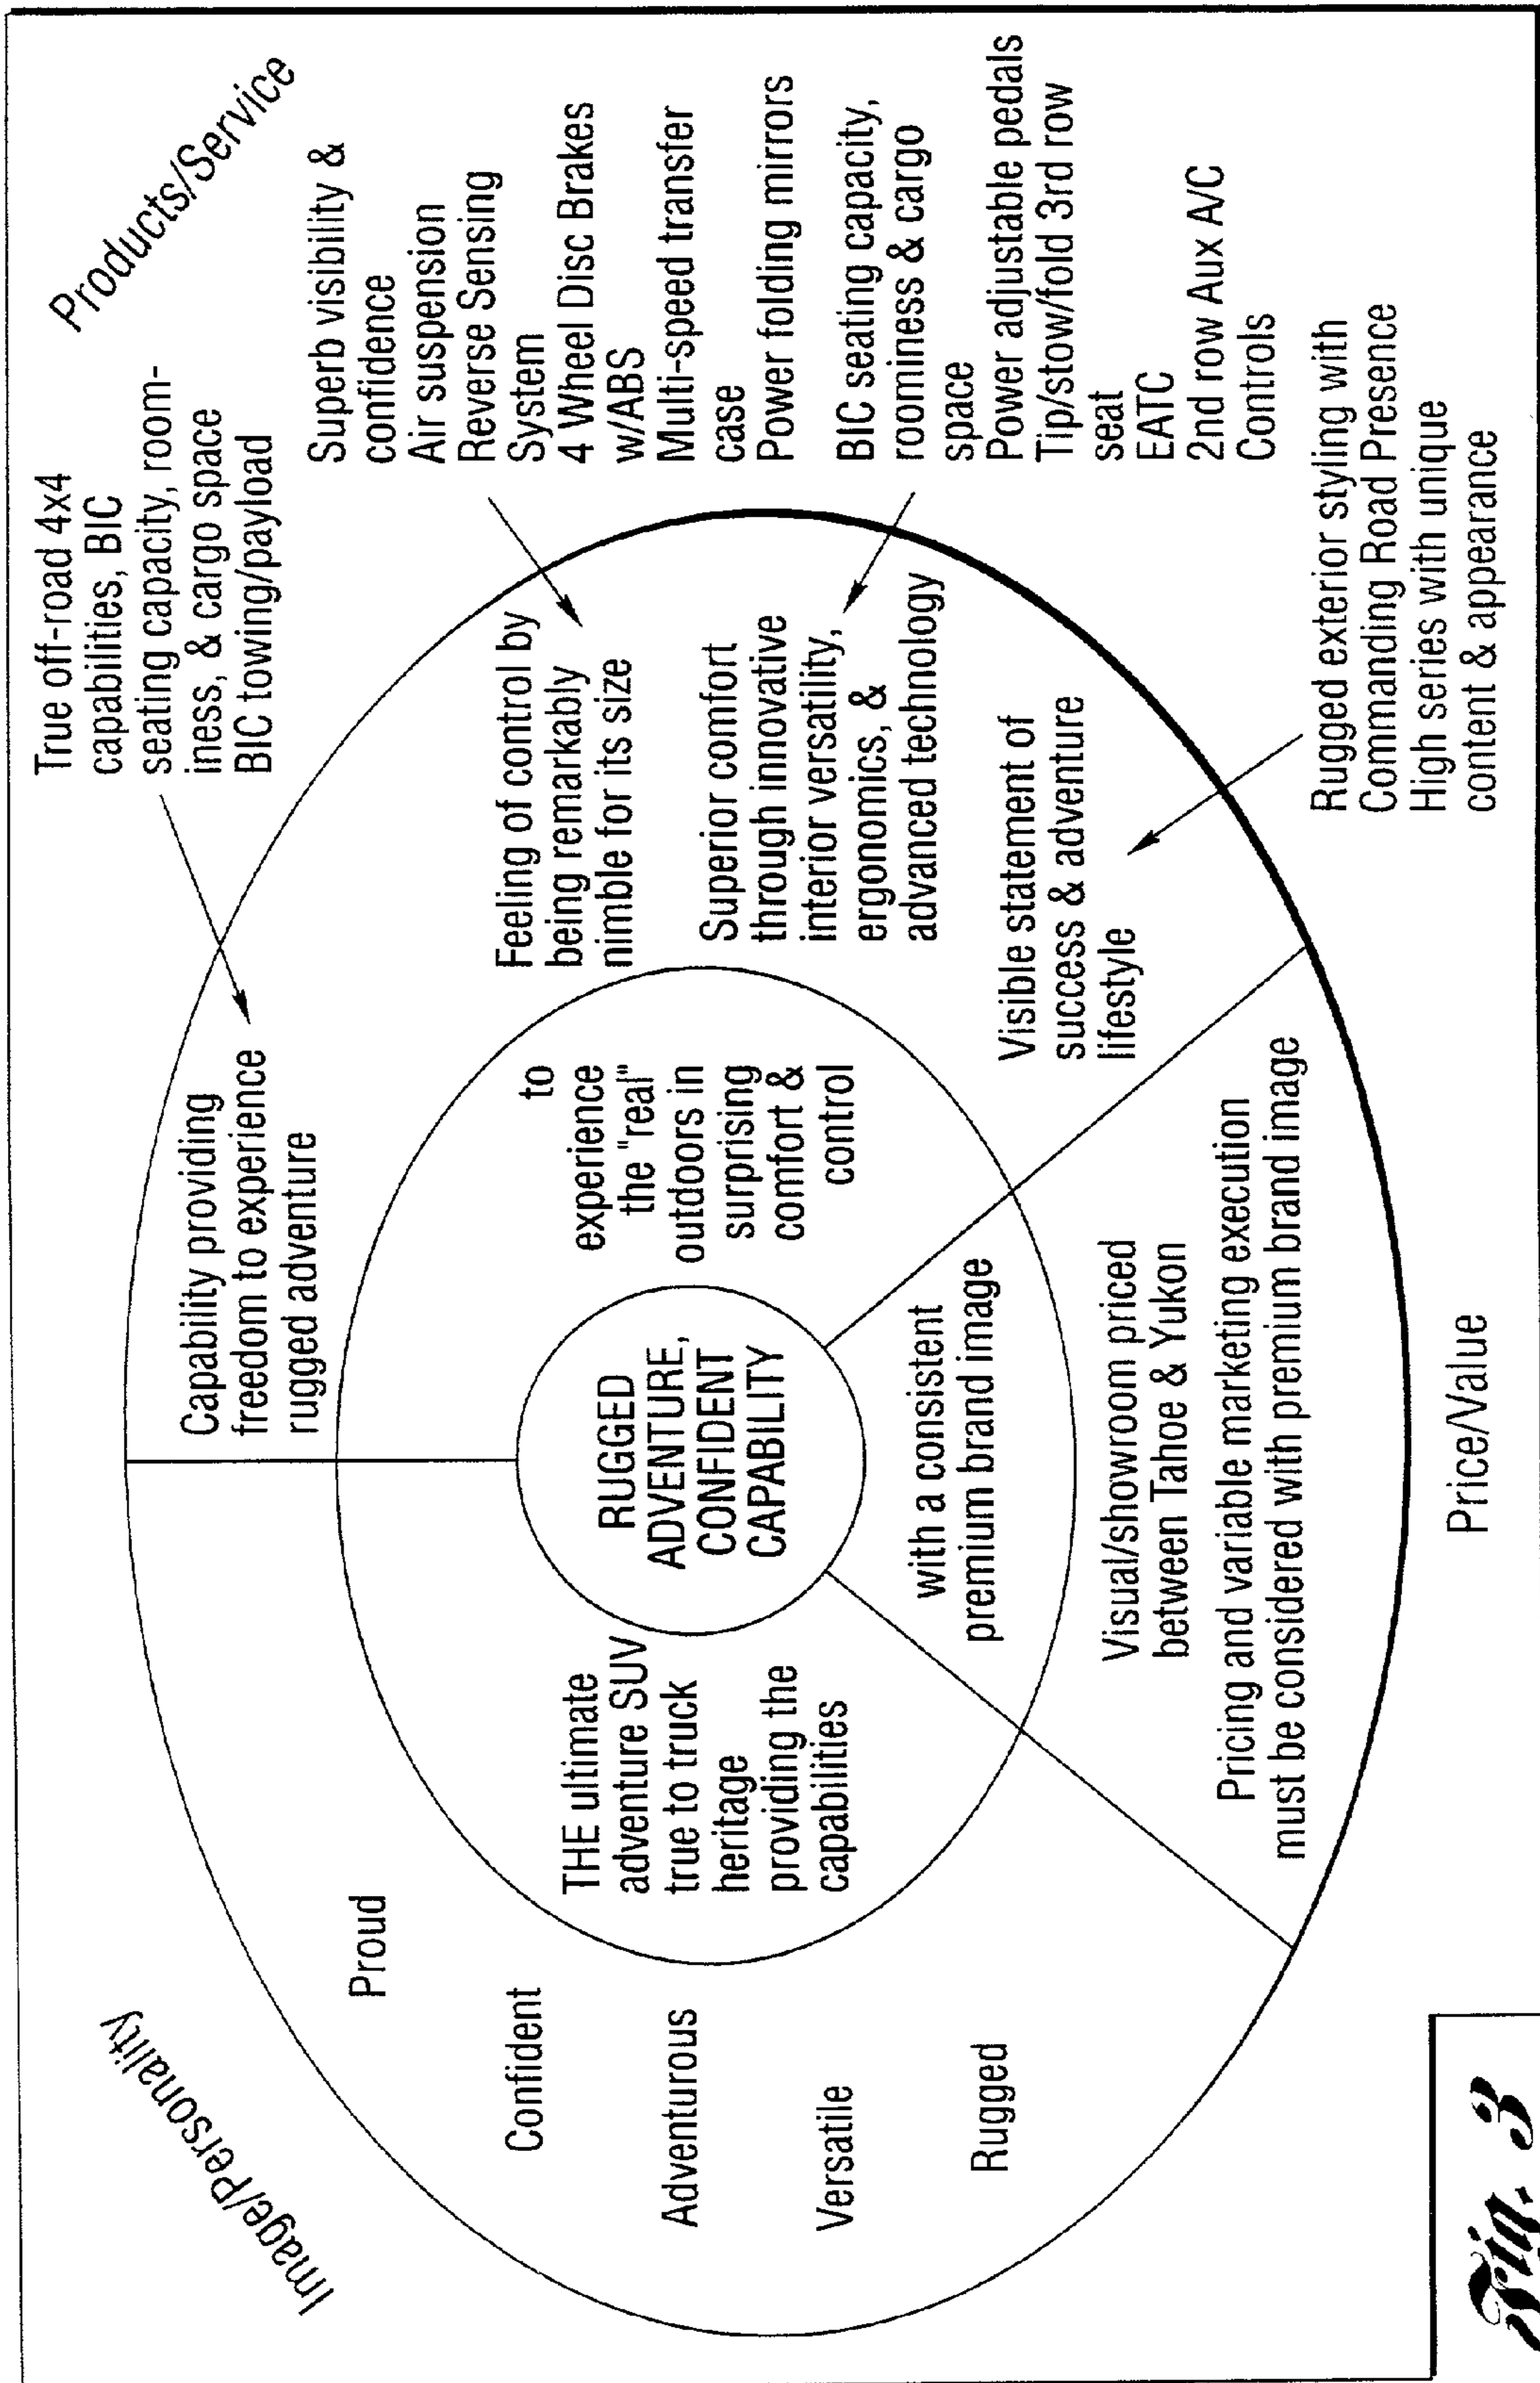 Image/Personality
Proud
Confident
Adventurous
Versatile
Rugged
THE ultimate
adventure SUV
true to truck
heritage
providing the
capabilities
RUGGED
ADVENTURE,
CONFIDENT
CAPABILITY
with a consistent
premium brand image
to
experience
the "real"
outdoors in
surprising
comfort &
control
Capability providing
freedom to experience
rugged adventure
Feeling of control by
being remarkably
nimble for its size
Superior comfort
through innovative
interior versatility,
ergonomics, &
advanced technology
Visible statement of
success & adventure
lifestyle
Visual/showroom priced
between Tahoe & Yukon
Pricing and variable marketing execution
must be considered with premium brand image
Price/Value
Products/Service
True off-road 4x4
capabilities, BIC
seating capacity, room-
iness, & cargo space
BIC towing/payload
Superb visibility &
confidence
Air suspension
Reverse Sensing
System
4 Wheel Disc Brakes
w/ABS
Multi-speed transfer
case
Power folding mirrors
BIC seating capacity,
roominess & cargo
space
Power adjustable pedals
Tip/stow/fold 3rd row
seat
EATC
2nd row Aux A/C
Controls
Rugged exterior styling with
Commanding Road Presence
High series with unique
content & appearance
Fig. 3